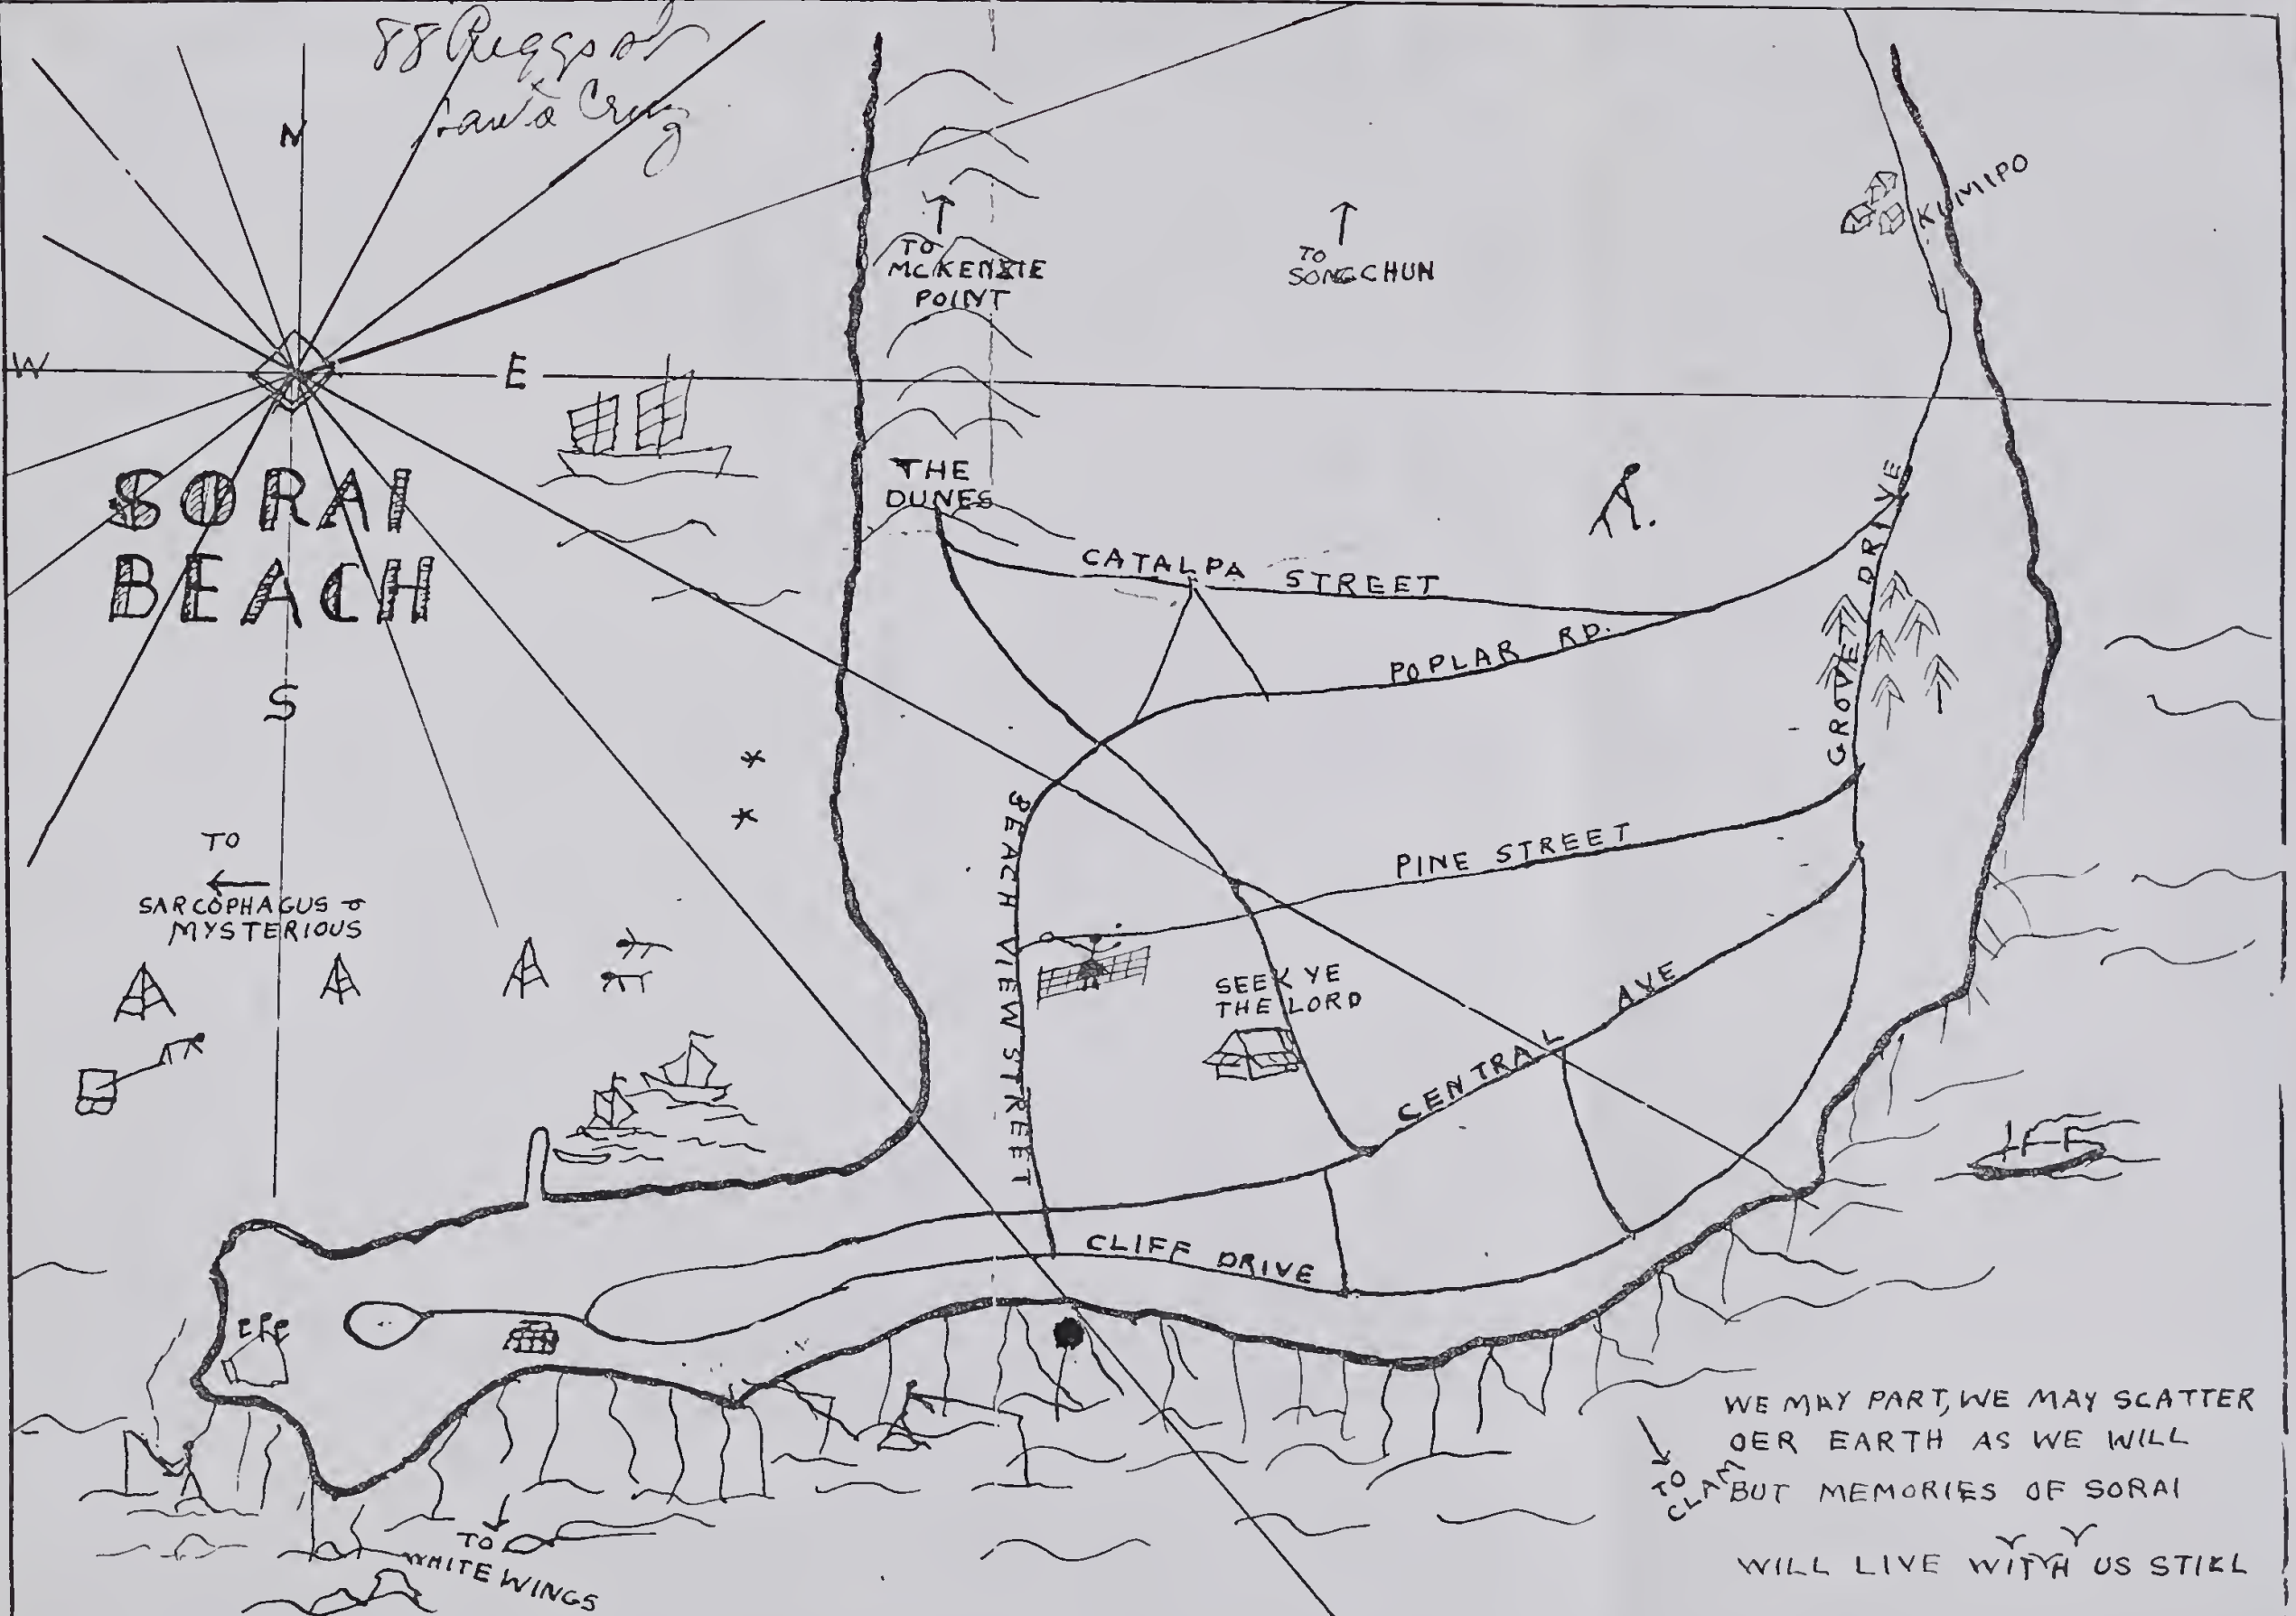 88
Santa Cruz
N
W
E
S
SORAI
BEACH
TO
MCKENZIE
POINT
TO
SONGCHUN
KUMIPO
THE
DUNES
CATALPA STREET
POPLAR RD.
GROVE DRIVE
BEACH VIEW STREET
PINE STREET
SEEK YE
THE LORD
CENTRAL AVE
CLIFF DRIVE
TO
SARCOPHAGUS &
MYSTERIOUS
TO
WHITE WINGS
TO
CLAM
WE MAY PART, WE MAY SCATTER
OER EARTH AS WE WILL
BUT MEMORIES OF SORAI
WILL LIVE WITH US STILL